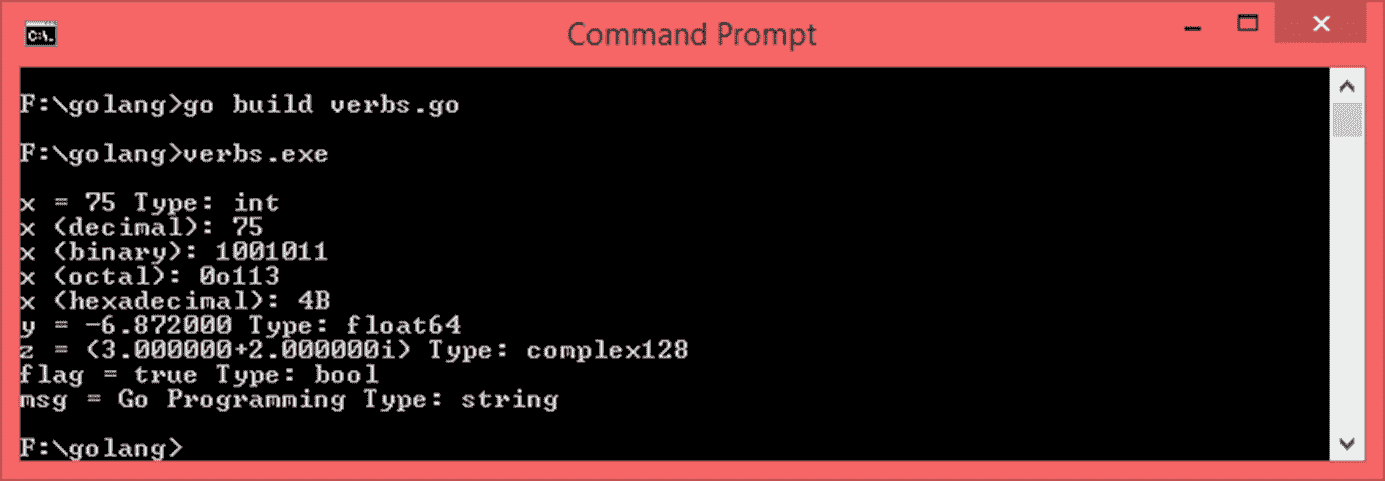 C:\.
Command Prompt
F:\golang>go build verbs.go
F:\golang>verbs.exe
x = 75 Type: int
x (decimal): 75
x (binary): 1001011
x (octal): 0o113
x (hexadecimal): 4B
y = -6.872000 Type: float64
z = (3.000000+2.000000i) Type: complex128
flag = true Type: bool
msg = Go Programming Type: string
F:\golang>